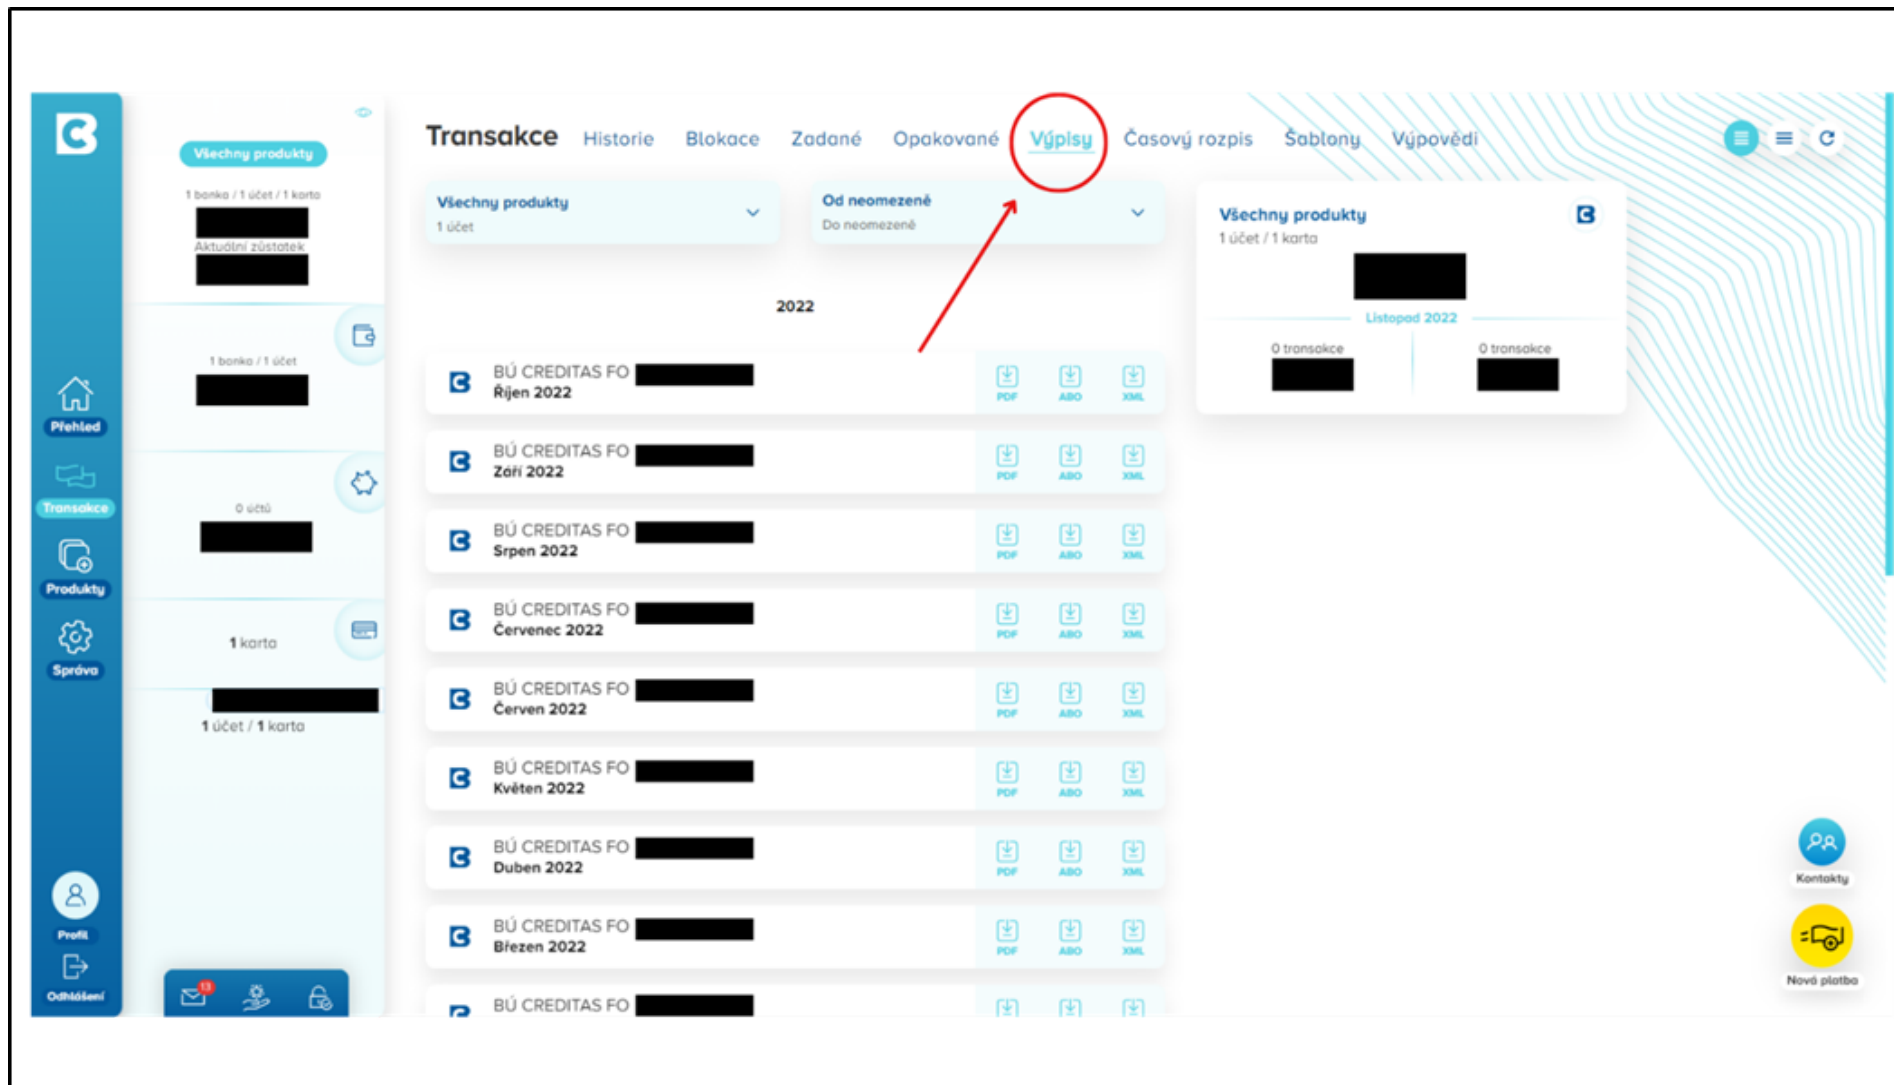 Všechny produkty
1 banka / 1 účet / 1 karta
Aktuální zůstatek
1 banka / 1 účet
0 účtů
1 karta
1 účet / 1 karta
Přehled
Transakce
Produkty
Správa
Profil
Odhlášení
13
Transakce Historie Blokace Zadané Opakované Výpisy Časový rozpis Šablony Výpovědi
Všechny produkty
1 účet
Od neomezeně
Do neomezeně
2022
BÚ CREDITAS FO
Říjen 2022
PDF ABO XML
BÚ CREDITAS FO
Září 2022
PDF ABO XML
BÚ CREDITAS FO
Srpen 2022
PDF ABO XML
BÚ CREDITAS FO
Červenec 2022
PDF ABO XML
BÚ CREDITAS FO
Červen 2022
PDF ABO XML
BÚ CREDITAS FO
Květen 2022
PDF ABO XML
BÚ CREDITAS FO
Duben 2022
PDF ABO XML
BÚ CREDITAS FO
Březen 2022
PDF ABO XML
BÚ CREDITAS FO
Všechny produkty
1 účet / 1 karta
Listopad 2022
0 transakce 0 transakce
Kontakty
Nová platba